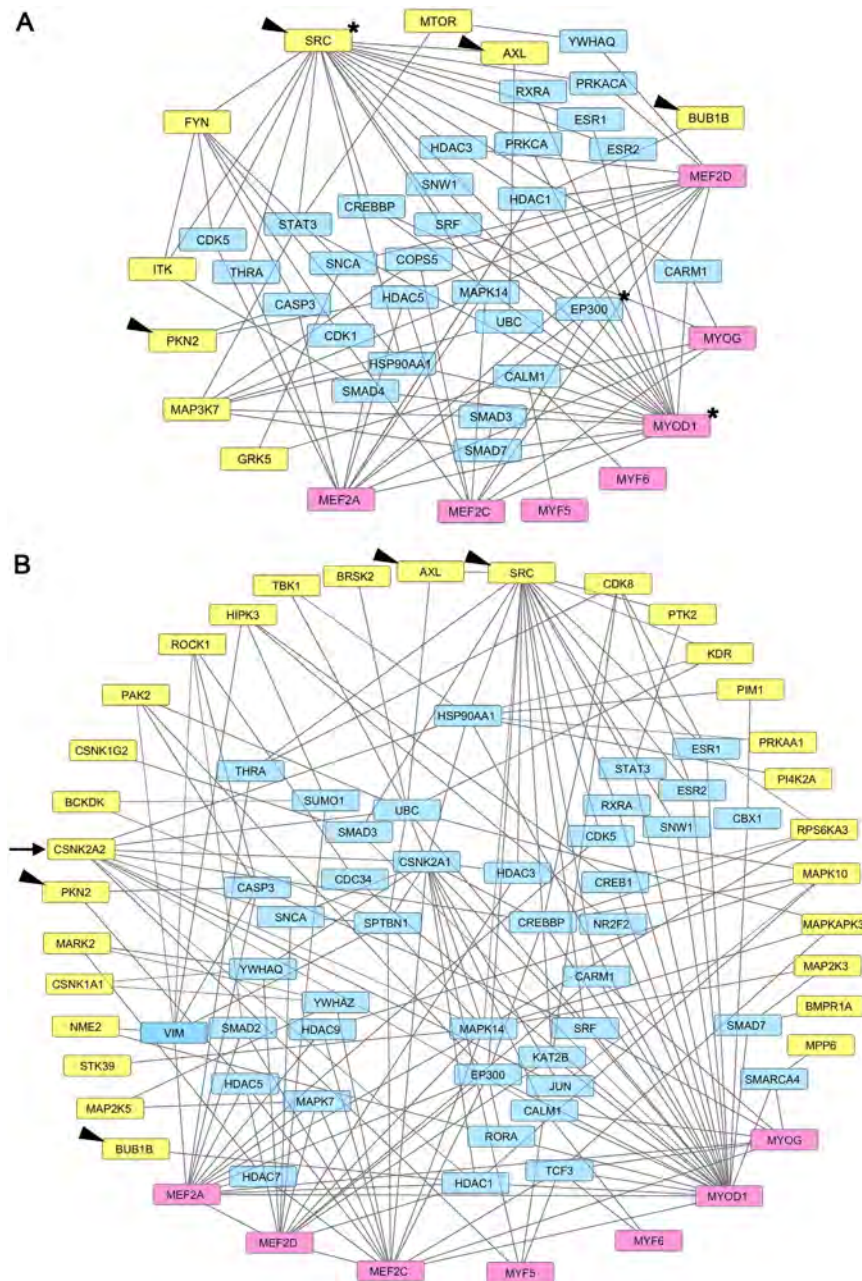 A
MTOR
SRC *
YWHAQ
AXL
PRKACA
RXRA
BUB1B
FYN
ESR1
PRKCA
HDAC3
ESR2
MEF2D
SNW1
HDAC1
CREBBP
STAT3
SRF
CDK5
COPS5
SNCA
ITK
THRA
CARM1
MAPK14
HDAC5
CASP3
EP300 *
UBC
PKN2
CDK1
MYOG
HSP90AA1
CALM1
SMAD4
MAP3K7
SMAD3
MYOD1 *
SMAD7
GRK5
MYF6
MEF2A
MEF2C
MYF5
B
AXL
SRC
BRSK2
TBK1
CDK8
HIPK3
PTK2
ROCK1
KDR
PAK2
PIM1
HSP90AA1
PRKAA1
CSNK1G2
ESR1
THRA
STAT3
PI4K2A
ESR2
BCKDK
SUMO1
UBC
RXRA
CBX1
SNW1
RPS6KA3
SMAD3
CDK5
CSNK2A2
CSNK2A1
HDAC3
MAPK10
CDC34
CREB1
PKN2
CASP3
SNCA
SPTBN1
CREBBP
NR2F2
MAPKAPK3
MARK2
YWHAQ
CARM1
MAP2K3
CSNK1A1
YWHAZ
BMPR1A
NME2
VIM
SMAD2
HDAC9
MAPK14
SRF
SMAD7
MPP6
KAT2B
STK39
EP300
HDAC5
JUN
SMARCA4
MAPK7
CALM1
MAP2K5
RORA
MYOG
BUB1B
TCF3
HDAC7
HDAC1
MEF2A
MYOD1
MEF2D
MYF6
MEF2C
MYF5